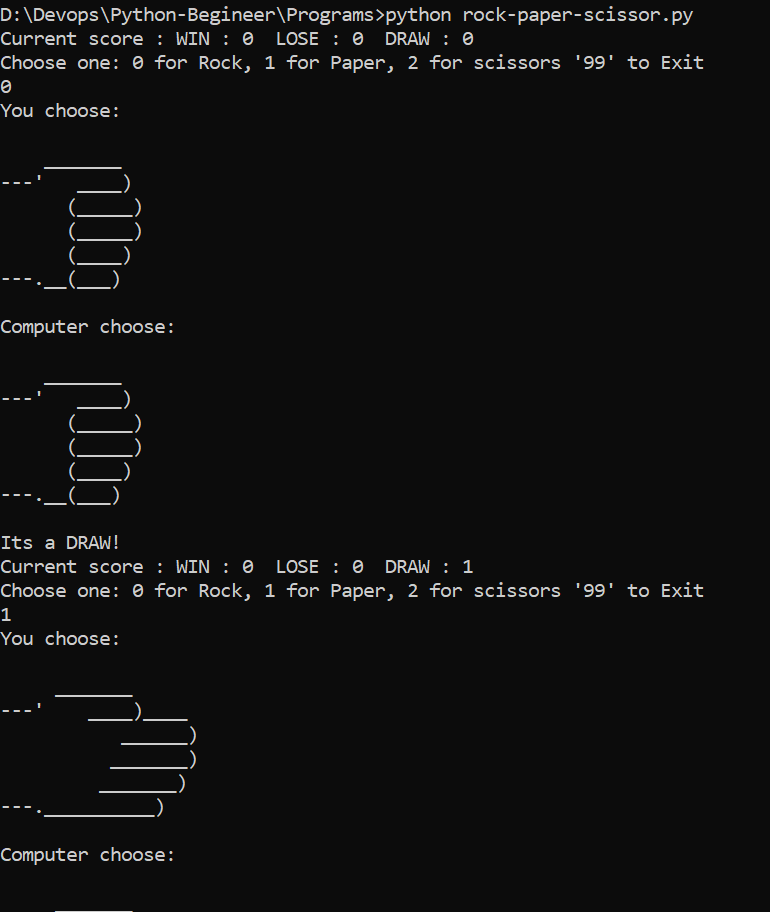 D:\Devops\Python-Begineer\Programs>python rock-paper-scissor.py
Current score : WIN : 0  LOSE : 0  DRAW : 0
Choose one: 0 for Rock, 1 for Paper, 2 for scissors '99' to Exit
0
You choose:

    _______
---'   ____)
      (_____)
      (_____)
      (____)
---.__(___)

Computer choose:

    _______
---'   ____)
      (_____)
      (_____)
      (____)
---.__(___)

Its a DRAW!
Current score : WIN : 0  LOSE : 0  DRAW : 1
Choose one: 0 for Rock, 1 for Paper, 2 for scissors '99' to Exit
1
You choose:

     _______
---'    ____)____
           ______)
          _______)
         _______)
---.__________)

Computer choose:

     _______